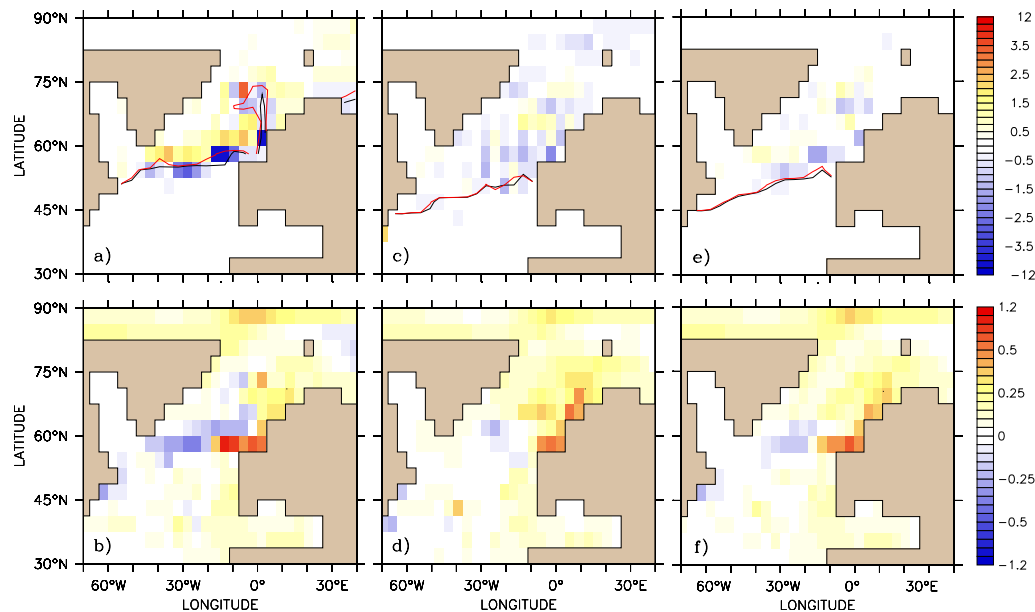 90°N
75°N
60°N
45°N
30°N
LATITUDE
a)
c)
e)
12
3.5
2.5
1.5
0.5
-0.5
-1.5
-2.5
-3.5
-12
90°N
75°N
60°N
45°N
30°N
LATITUDE
b)
d)
f)
1.2
0.5
0.25
0
-0.25
-0.5
-1.2
60°W 30°W 0° 30°E
60°W 30°W 0° 30°E
60°W 30°W 0° 30°E
LONGITUDE
LONGITUDE
LONGITUDE